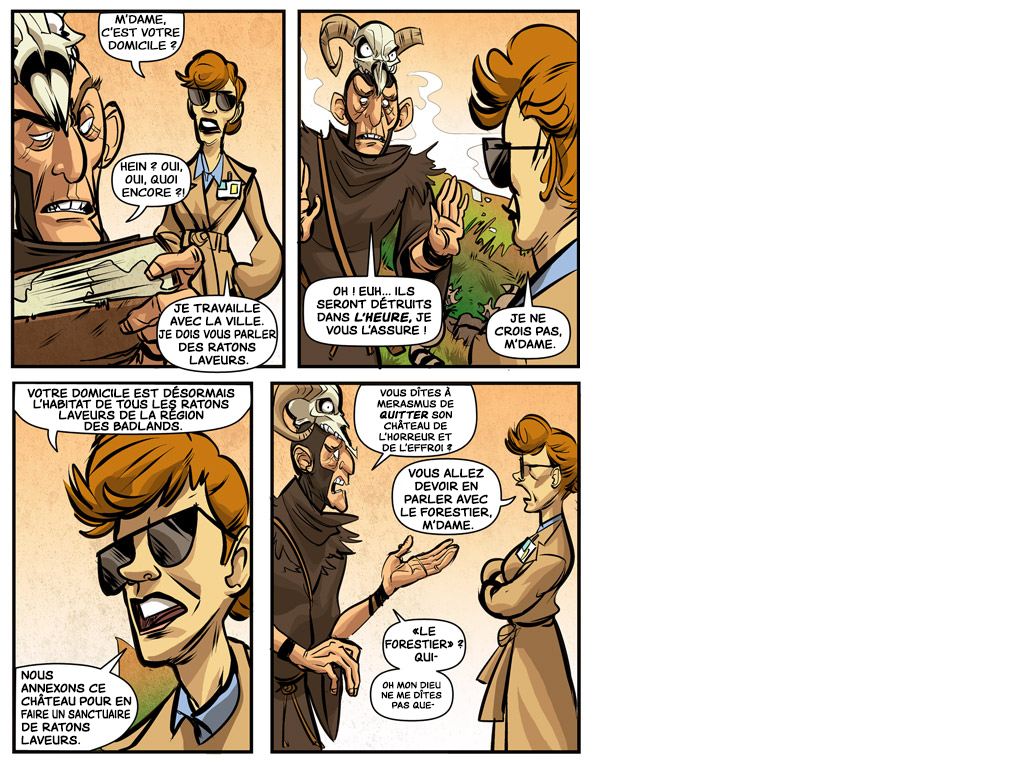 M'DAME,
C'EST VOTRE
DOMICILE ?
HEIN ? OUI,
OUI, QUOI
ENCORE ?!
JE TRAVAILLE
AVEC LA VILLE.
JE DOIS VOUS PARLER
DES RATONS
LAVEURS.
OH ! EUH... ILS
SERONT DÉTRUITS
DANS L'HEURE, JE
VOUS L'ASSURE !
JE NE
CROIS PAS,
M'DAME.
VOTRE DOMICILE EST DÉSORMAIS
L'HABITAT DE TOUS LES RATONS
LAVEURS DE LA RÉGION
DES BADLANDS.
NOUS
ANNEXONS CE
CHÂTEAU POUR EN
FAIRE UN SANCTUAIRE
DE RATONS
LAVEURS.
VOUS DÎTES À
MERASMUS DE
QUITTER SON
CHÂTEAU DE
L'HORREUR ET
DE L'EFFROI ?
VOUS ALLEZ
DEVOIR EN
PARLER AVEC
LE FORESTIER,
M'DAME.
«LE
FORESTIER» ?
QUI-
OH MON DIEU
NE ME DÎTES
PAS QUE-